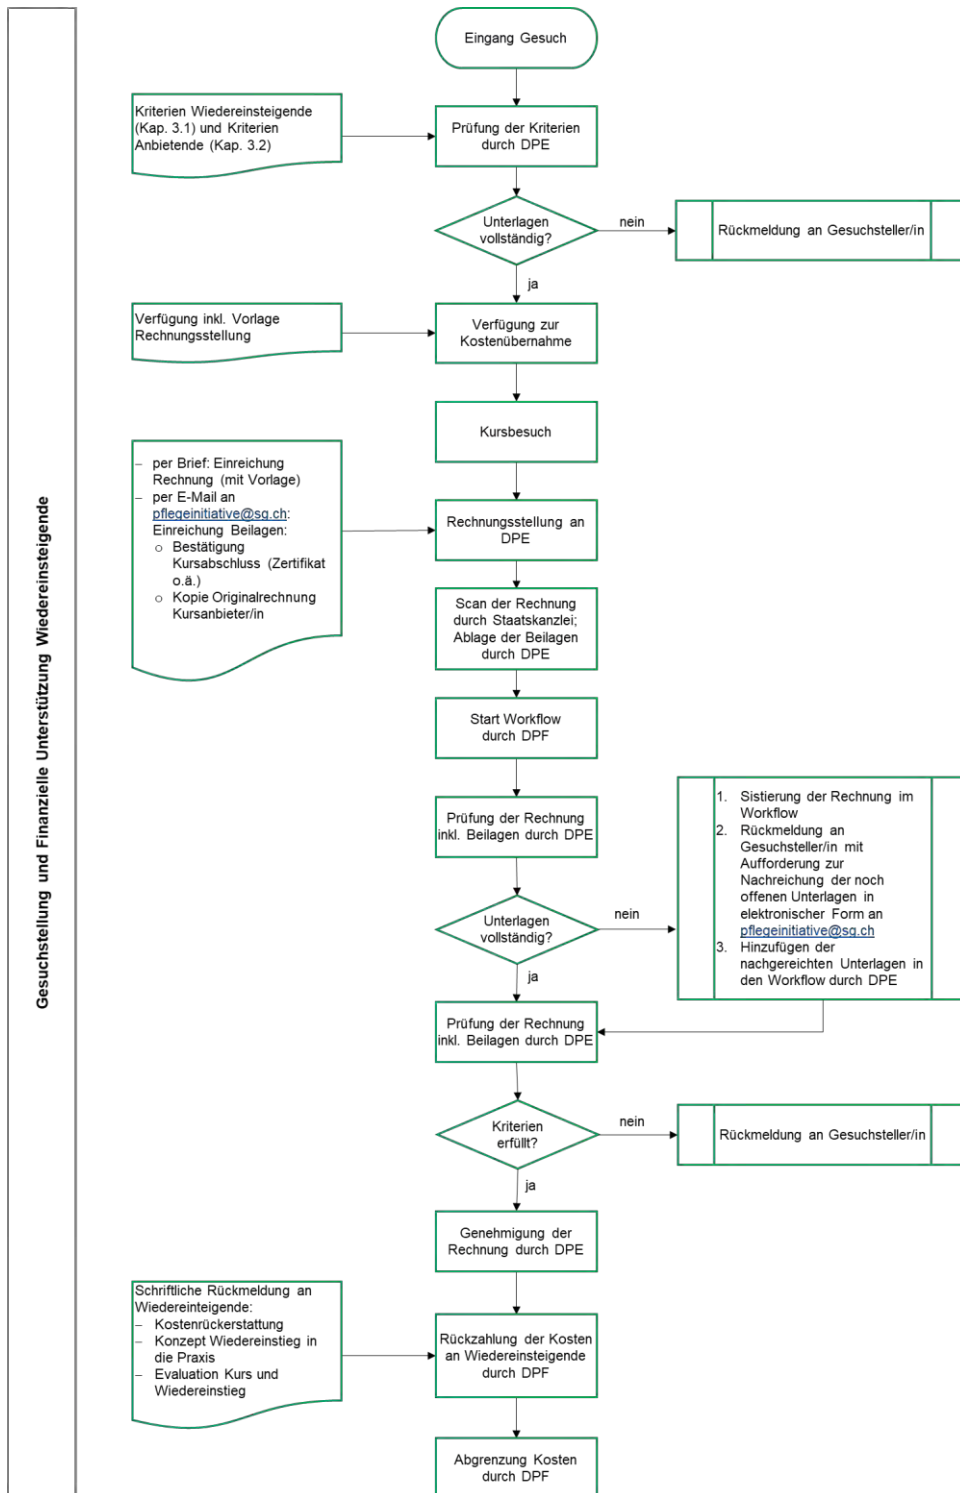 Gesuchstellung und Finanzielle Unterstützung Wiedereinsteigende
Eingang Gesuch
Kriterien Wiedereinsteigende
(Kap. 3.1) und Kriterien
Anbietende (Kap. 3.2)
Prüfung der Kriterien
durch DPE
Unterlagen
vollständig?
nein
Rückmeldung an Gesuchsteller/in
ja
Verfügung inkl. Vorlage
Rechnungsstellung
Verfügung zur
Kostenübernahme
Kursbesuch
– per Brief: Einreichung
Rechnung (mit Vorlage)
– per E-Mail an
pflegeinitiative@sg.ch:
Einreichung Beilagen:
o Bestätigung
Kursabschluss (Zertifikat
o.ä.)
o Kopie Originalrechnung
Kursanbieter/in
Rechnungsstellung an
DPE
Scan der Rechnung
durch Staatskanzlei;
Ablage der Beilagen
durch DPE
Start Workflow
durch DPF
Prüfung der Rechnung
inkl. Beilagen durch DPE
Unterlagen
vollständig?
nein
1. Sistierung der Rechnung im
Workflow
2. Rückmeldung an
Gesuchsteller/in mit
Aufforderung zur
Nachreichung der noch
offenen Unterlagen in
elektronischer Form an
pflegeinitiative@sg.ch
3. Hinzufügen der
nachgereichten Unterlagen in
den Workflow durch DPE
ja
Prüfung der Rechnung
inkl. Beilagen durch DPE
Kriterien
erfüllt?
nein
Rückmeldung an Gesuchsteller/in
ja
Genehmigung der
Rechnung durch DPE
Schriftliche Rückmeldung an
Wiedereinteigende:
– Kostenrückerstattung
– Konzept Wiedereinstieg in
die Praxis
– Evaluation Kurs und
Wiedereinstieg
Rückzahlung der Kosten
an Wiedereinsteigende
durch DPF
Abgrenzung Kosten
durch DPF